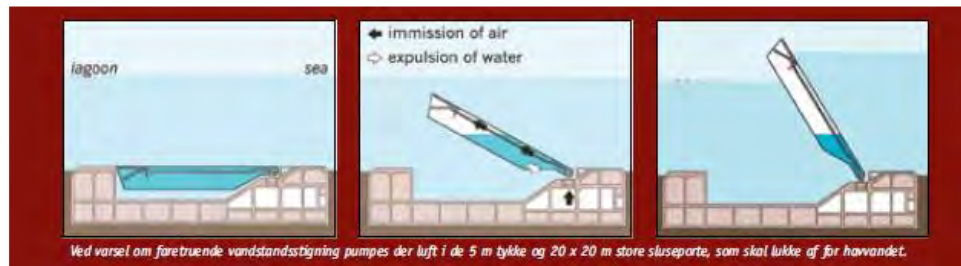 lagoon sea
immission of air
expulsion of water
Ved varsel om faretruende vandstandsstigning pumpes der luft i de 5 m tykke og 20 x 20 m store sluseporte, som skal lukke af for havvandet.